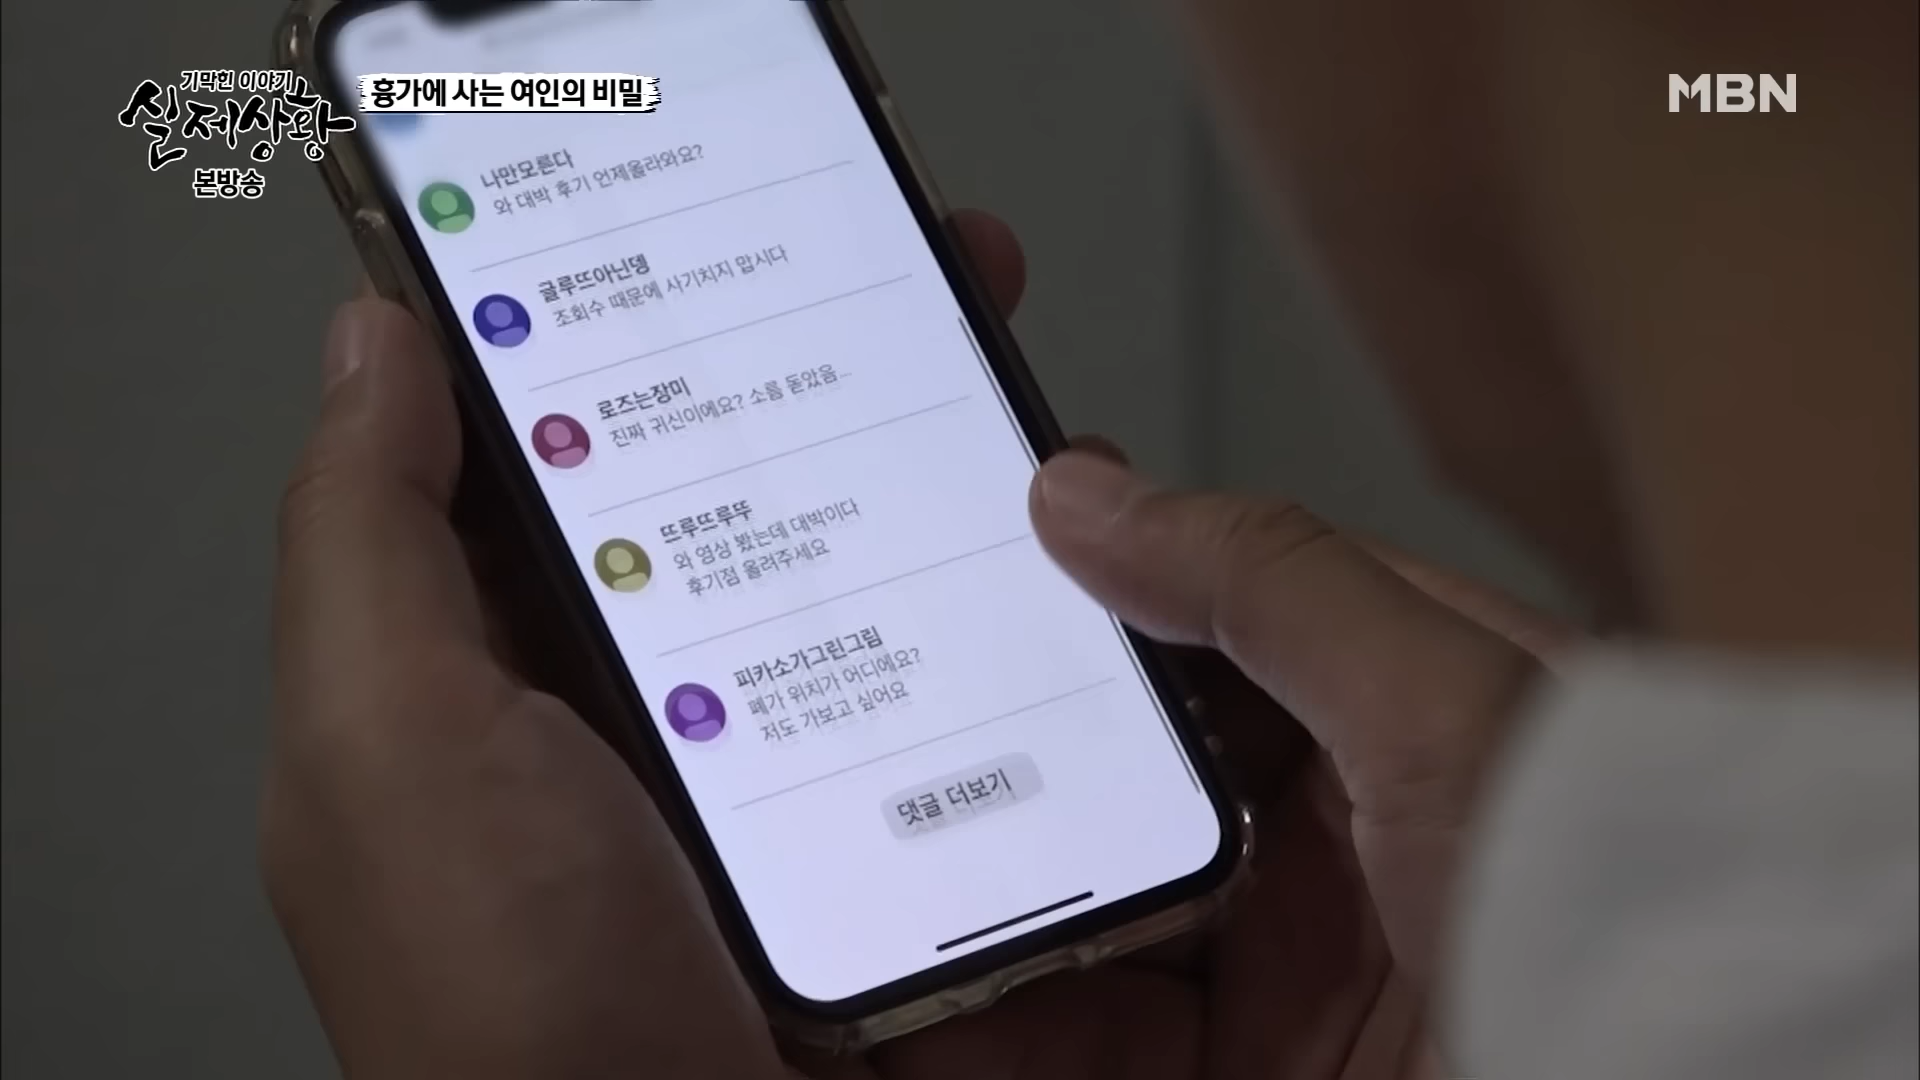 기막힌 이야기
실제상황
본방송
흉가에 사는 여인의 비밀
MBN
나만모른다
와 대박 후기 언제올라와요?
글루뜨아닌뎅
조회수 때문에 사기치지 맙시다
로즈는장미
진짜 귀신이에요? 소름 돋았음...
뜨루뜨루뚜
와 영상 봤는데 대박이다
후기점 올려주세요
피카소가그린그림
폐가 위치가 어디에요?
저도 가보고 싶어요
댓글 더보기